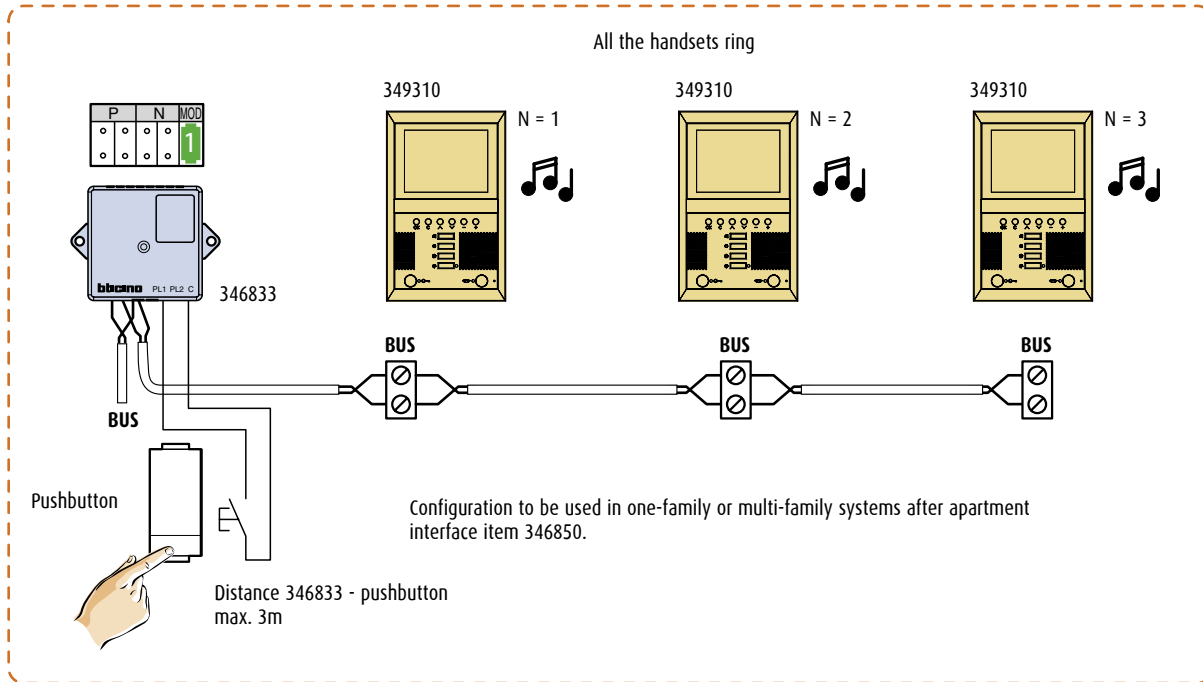 All the handsets ring
349310
349310
349310
N = 1
N = 2
N = 3
P N MOD
1
bticino PL1 PL2 C
346833
BUS
BUS
BUS
BUS
Pushbutton
Configuration to be used in one-family or multi-family systems after apartment
interface item 346850.
Distance 346833 - pushbutton
max. 3m